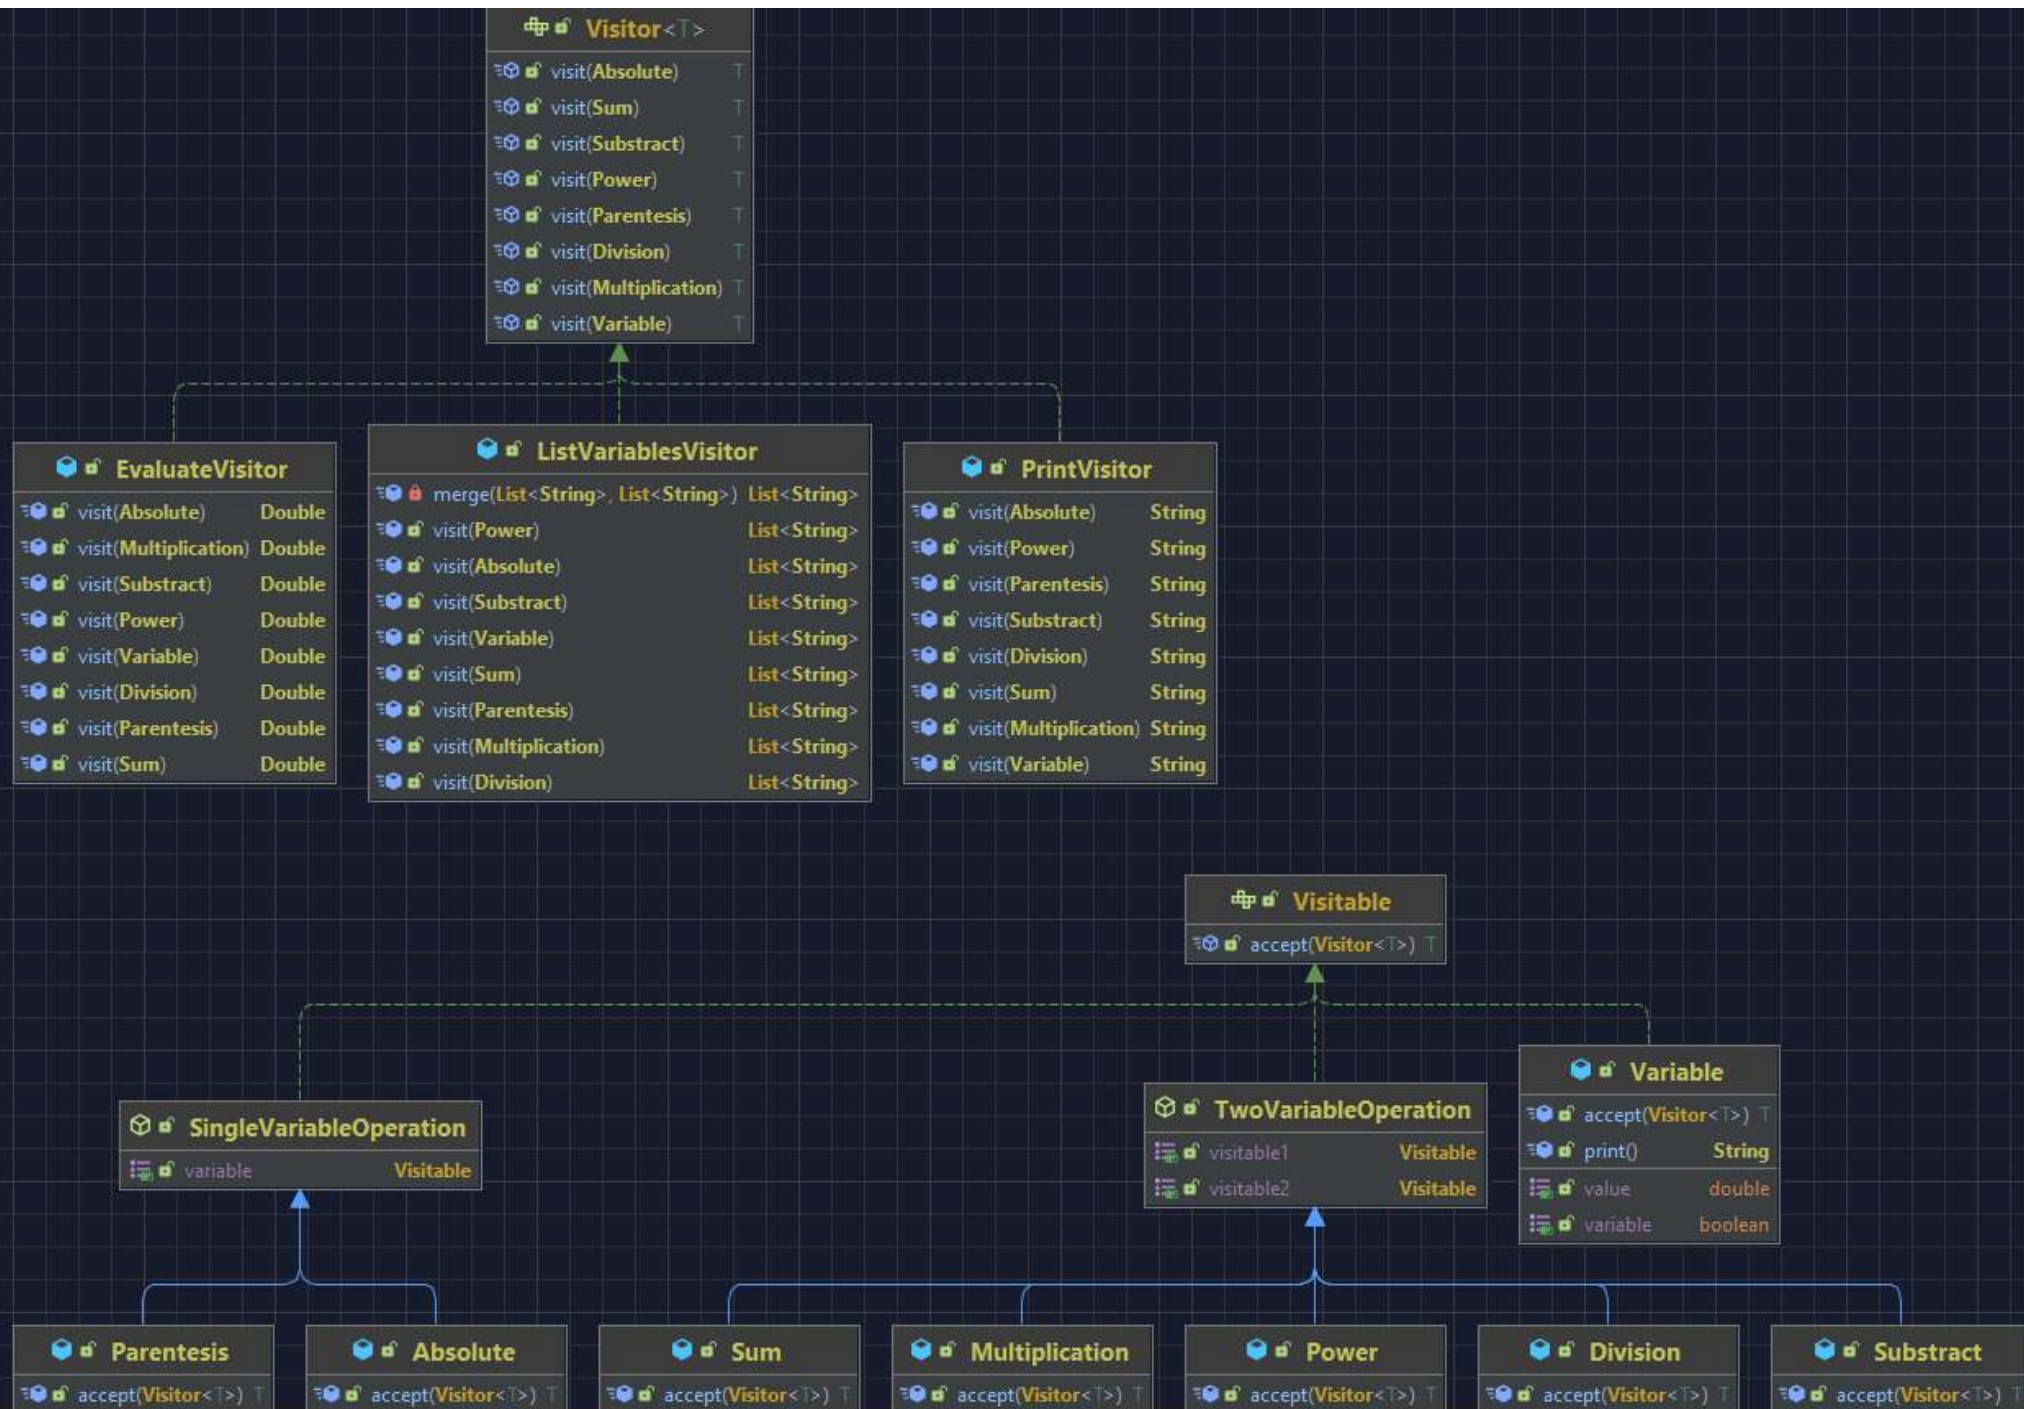 Visitor<T>
visit(Absolute) T
visit(Sum) T
visit(Substract) T
visit(Power) T
visit(Parentesis) T
visit(Division) T
visit(Multiplication) T
visit(Variable) T
EvaluateVisitor
visit(Absolute) Double
visit(Multiplication) Double
visit(Substract) Double
visit(Power) Double
visit(Variable) Double
visit(Division) Double
visit(Parentesis) Double
visit(Sum) Double
ListVariablesVisitor
merge(List<String>, List<String>) List<String>
visit(Power) List<String>
visit(Absolute) List<String>
visit(Substract) List<String>
visit(Variable) List<String>
visit(Sum) List<String>
visit(Parentesis) List<String>
visit(Multiplication) List<String>
visit(Division) List<String>
PrintVisitor
visit(Absolute) String
visit(Power) String
visit(Parentesis) String
visit(Substract) String
visit(Division) String
visit(Sum) String
visit(Multiplication) String
visit(Variable) String
Visitable
accept(Visitor<T>) T
SingleVariableOperation
variable Visitable
TwoVariableOperation
visitable1 Visitable
visitable2 Visitable
Variable
accept(Visitor<T>) T
print() String
value double
variable boolean
Parentesis
accept(Visitor<T>) T
Absolute
accept(Visitor<T>) T
Sum
accept(Visitor<T>) T
Multiplication
accept(Visitor<T>) T
Power
accept(Visitor<T>) T
Division
accept(Visitor<T>) T
Substract
accept(Visitor<T>) T